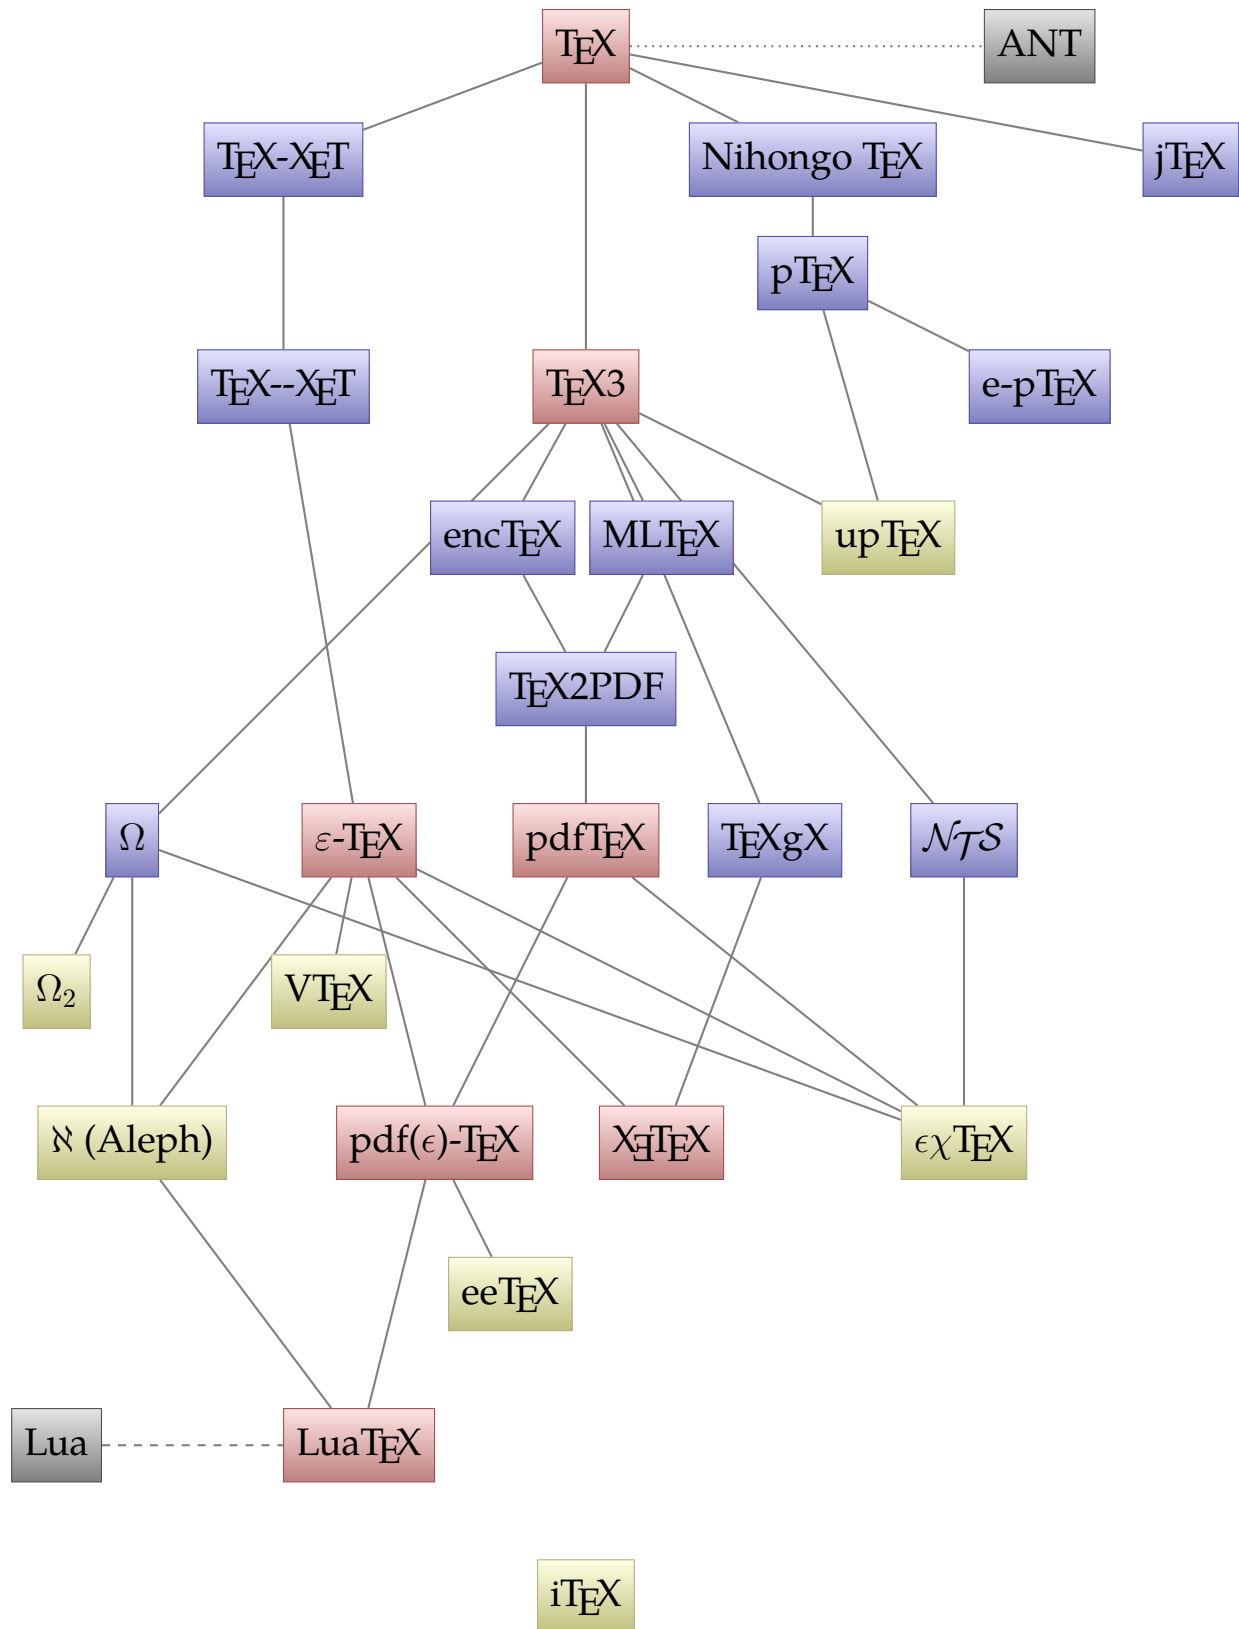 TEX
ANT
TEX-XET
Nihongo TEX
jTEX
pTEX
TEX--XET
TEX3
e-pTEX
encTEX
MLTEX
upTEX
TEX2PDF
Ω
ε-TEX
pdfTEX
TEXgX
NTS
Ω₂
VTEX
ℵ (Aleph)
pdf(ϵ)-TEX
XƎTEX
ϵχTEX
eeTEX
Lua
LuaTEX
iTEX